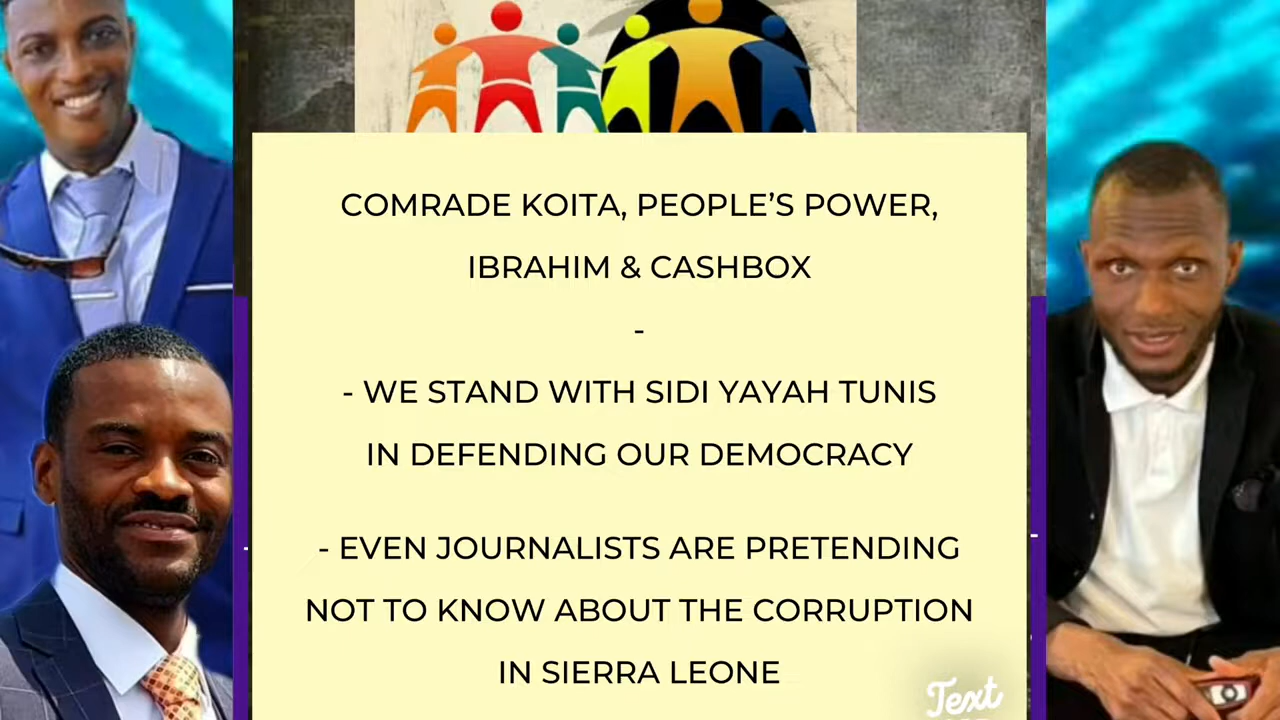 COMRADE KOITA, PEOPLE’S POWER,
IBRAHIM & CASHBOX
-
- WE STAND WITH SIDI YAYAH TUNIS
IN DEFENDING OUR DEMOCRACY
- EVEN JOURNALISTS ARE PRETENDING
NOT TO KNOW ABOUT THE CORRUPTION
IN SIERRA LEONE
Text